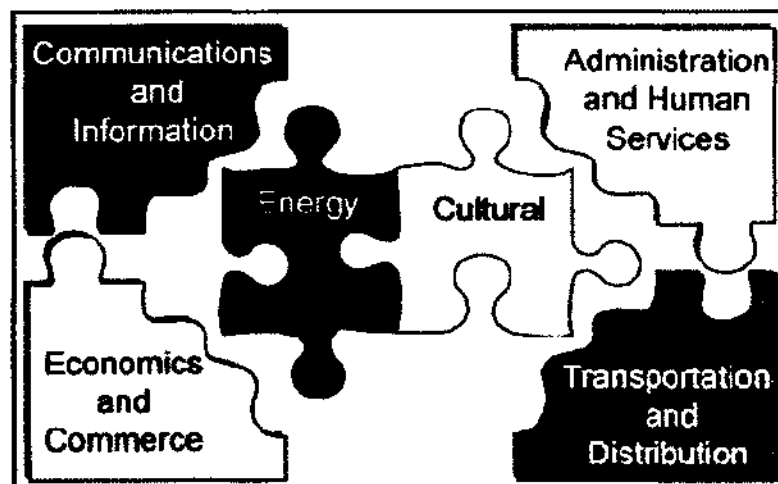 Communications
and
Information
Administration
and Human
Services
Energy
Cultural
Economics
and
Commerce
Transportation
and
Distribution